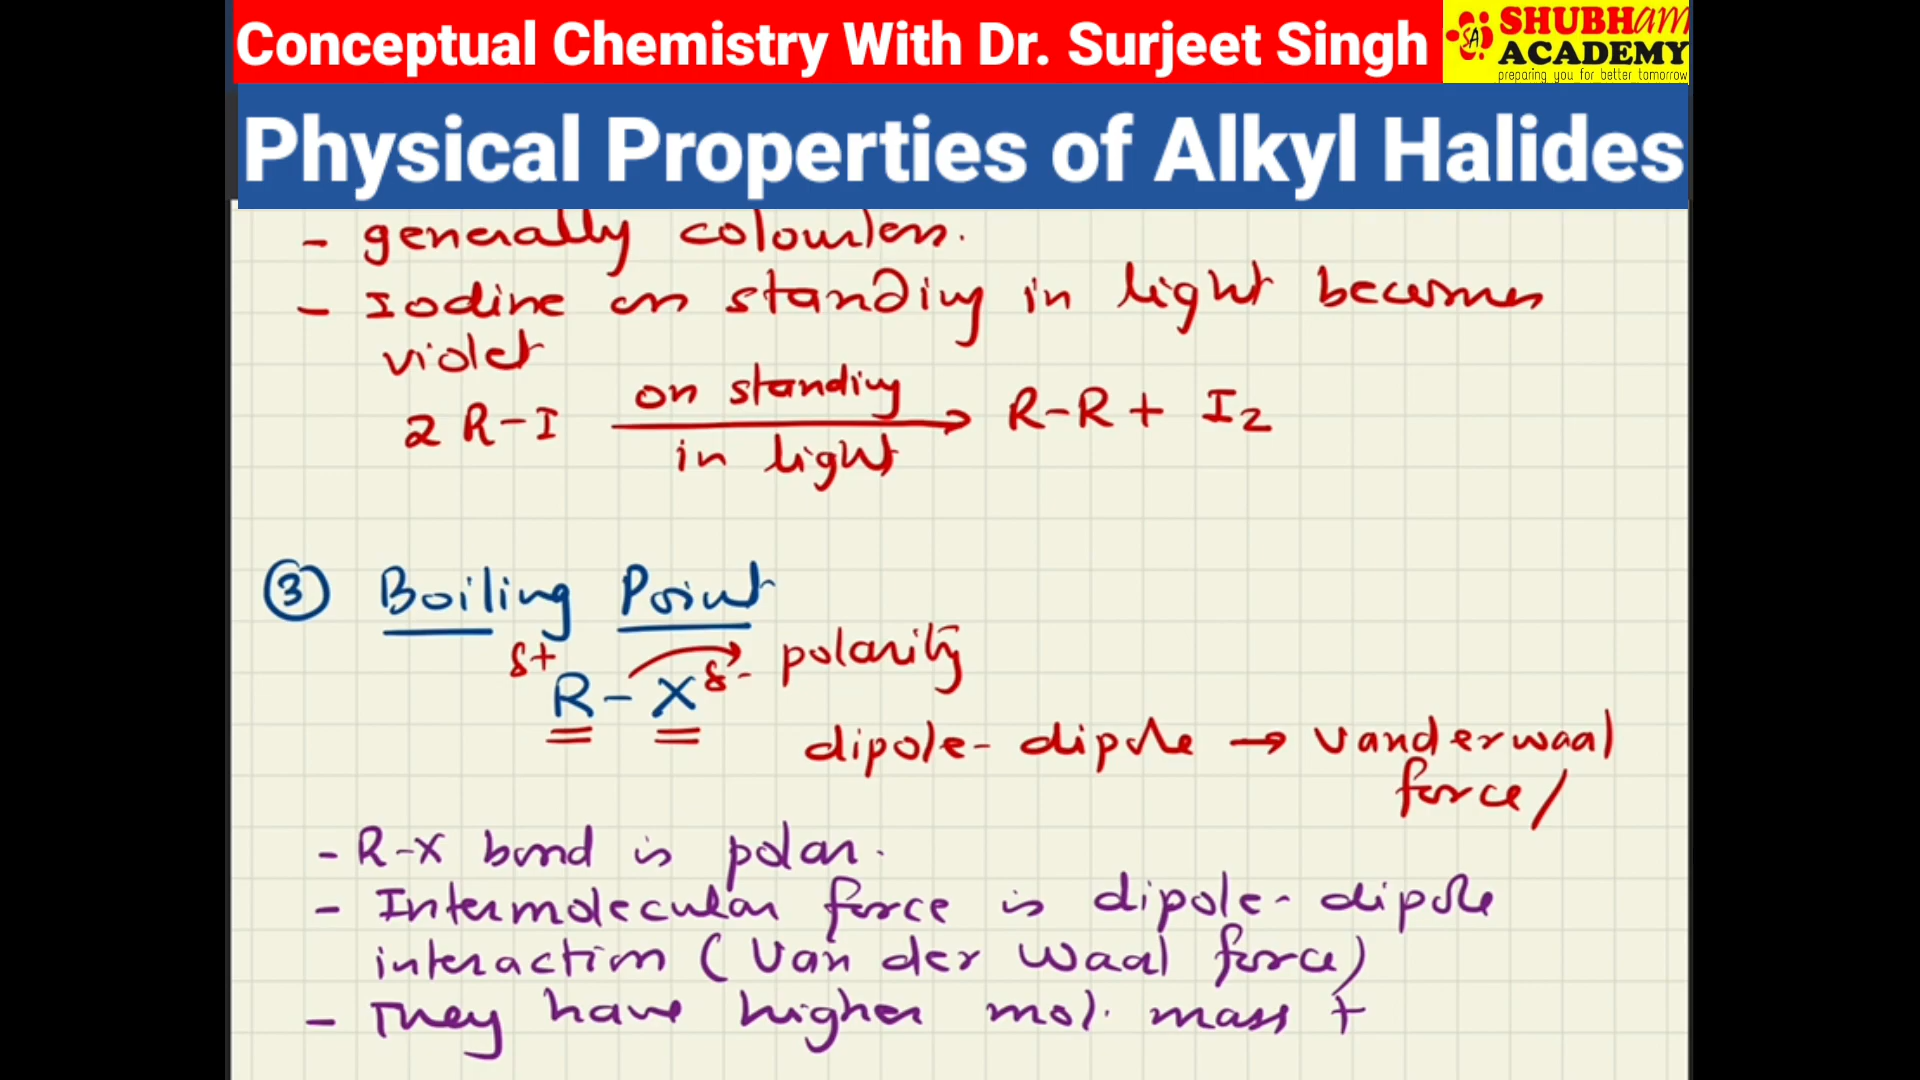 Conceptual Chemistry With Dr. Surjeet Singh
SHUBHam
ACADEMY
SA
preparing you for better tomorrow
Physical Properties of Alkyl Halides
- generally colourless.
- Iodine on standing in light becomes
violet
2 R-I on standing in light → R-R + I2
③ Boiling Point
δ+ R - X δ- polarity
dipole-dipole → vanderwaal
force/
- R-X bond is polar.
- Intermolecular force is dipole-dipole
interaction (Van der Waal force)
- They have higher mol. mass +